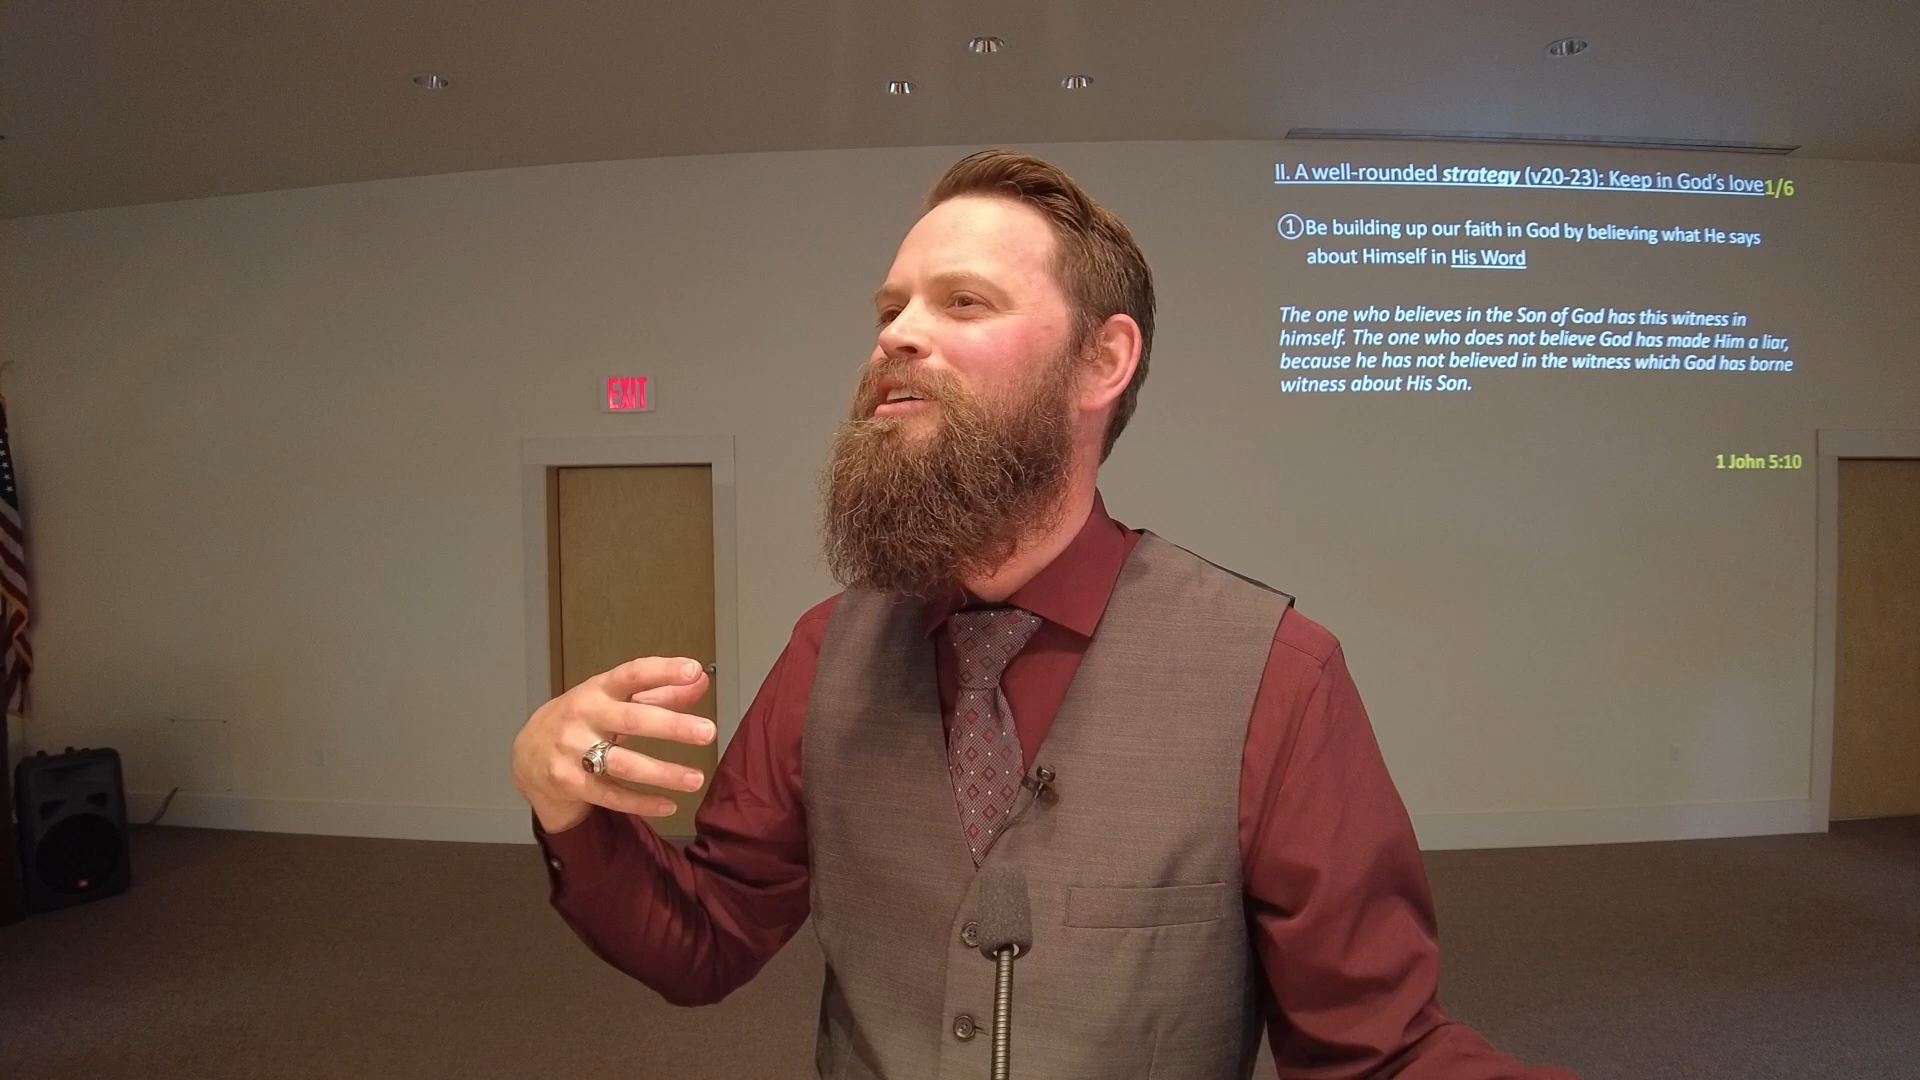 II. A well-rounded strategy (v20-23): Keep in God's love 1/6
① Be building up our faith in God by believing what He says
about Himself in His Word
The one who believes in the Son of God has this witness in
himself. The one who does not believe God has made Him a liar,
because he has not believed in the witness which God has borne
witness about His Son.
EXIT
1 John 5:10